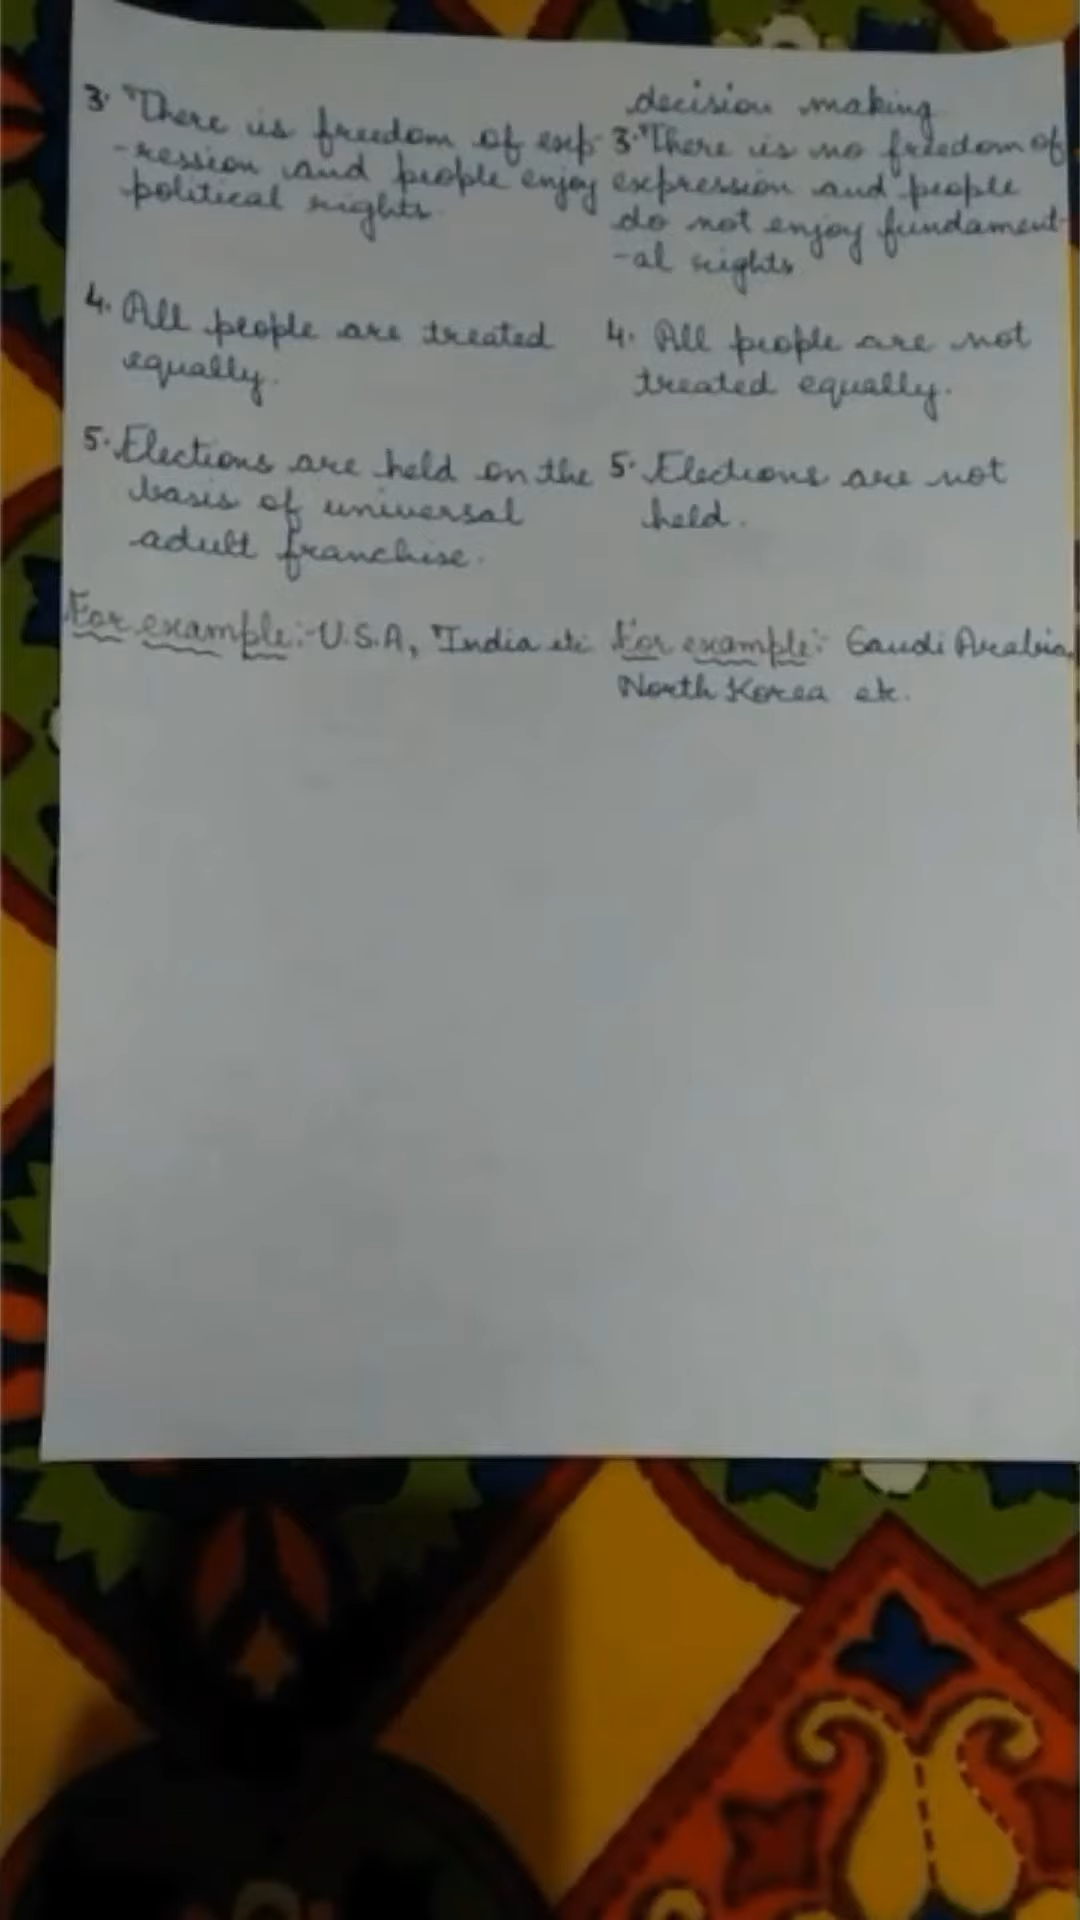 decision making
3. There is freedom of exp-
-ression and people enjoy
political rights.
4. All people are treated
equally.
5. Elections are held on the
basis of universal
adult franchise.
For example:- U.S.A, India etc
3. There is no freedom of
expression and people
do not enjoy fundament-
-al rights
4. All people are not
treated equally.
5. Elections are not
held.
For example:- Saudi Arabia,
North Korea etc.